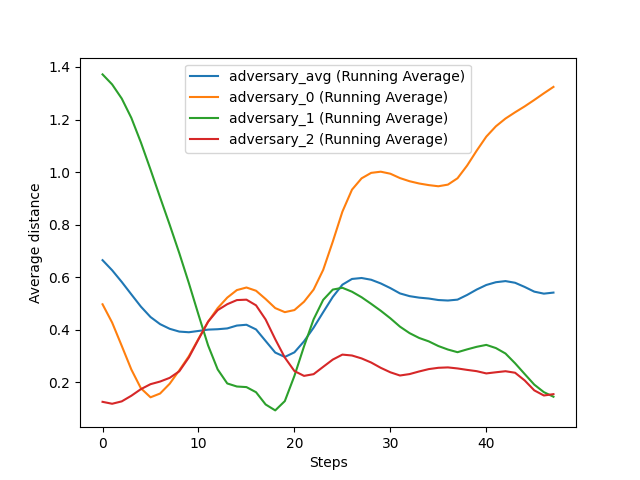 1.4
1.2
1.0
0.8
0.6
0.4
0.2
Average distance
adversary_avg (Running Average)
adversary_0 (Running Average)
adversary_1 (Running Average)
adversary_2 (Running Average)
0
10
20
30
40
Steps